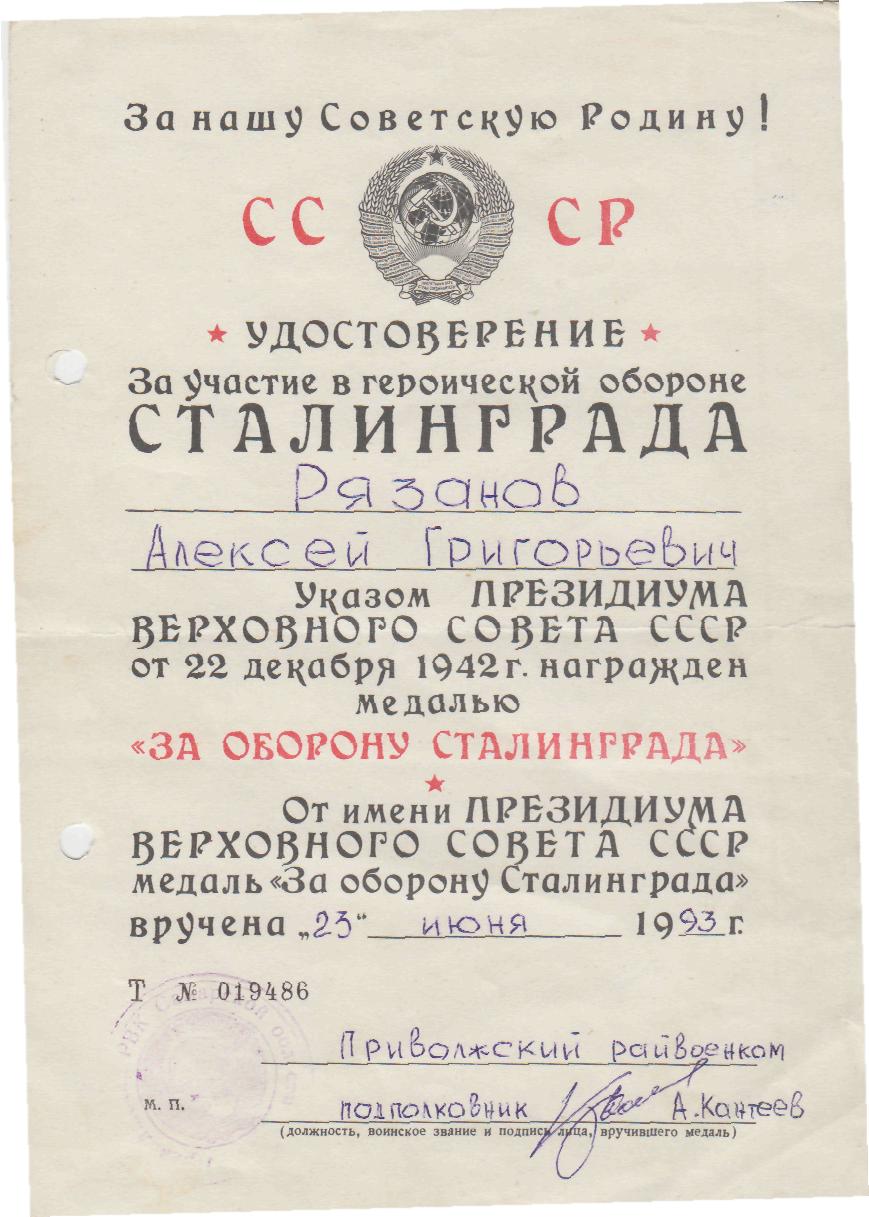 За нашу Советскую Родину!
СССР
УДОСТОВЕРЕНИЕ
За участие в героической обороне
СТАЛИНГРАДА
Рязанов
Алексей Григорьевич
Указом ПРЕЗИДИУМА
ВЕРХОВНОГО СОВЕТА СССР
от 22 декабря 1942 г. награжден
медалью
«ЗА ОБОРОНУ СТАЛИНГРАДА»
От имени ПРЕЗИДИУМА
ВЕРХОВНОГО СОВЕТА СССР
медаль «За оборону Сталинграда»
вручена „23“ июня 1993 г.
Т № 019486
Приволжский райвоенком
м. п. подполковник А. Кантеев
(должность, воинское звание и подпись лица, вручившего медаль)